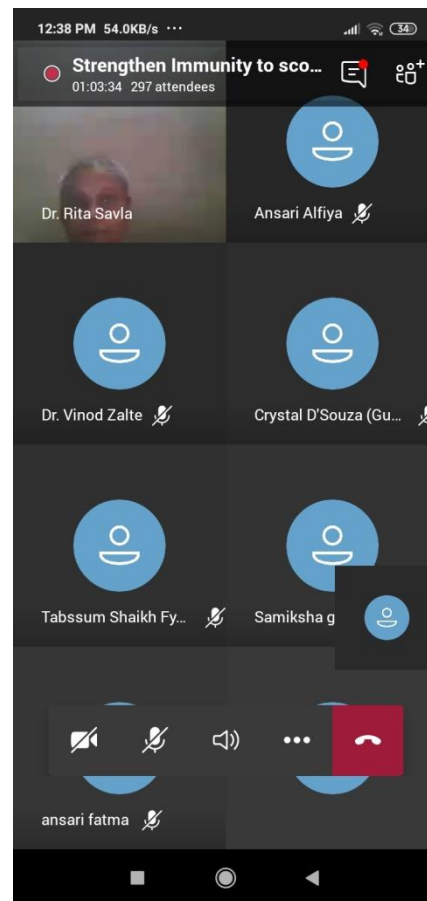 12:38 PM 54.0KB/s ··· 34
Strengthen Immunity to sco...
01:03:34 297 attendees
Dr. Rita Savla
Ansari Alfiya
Dr. Vinod Zalte
Crystal D'Souza (Gu...
Tabssum Shaikh Fy...
Samiksha g
ansari fatma